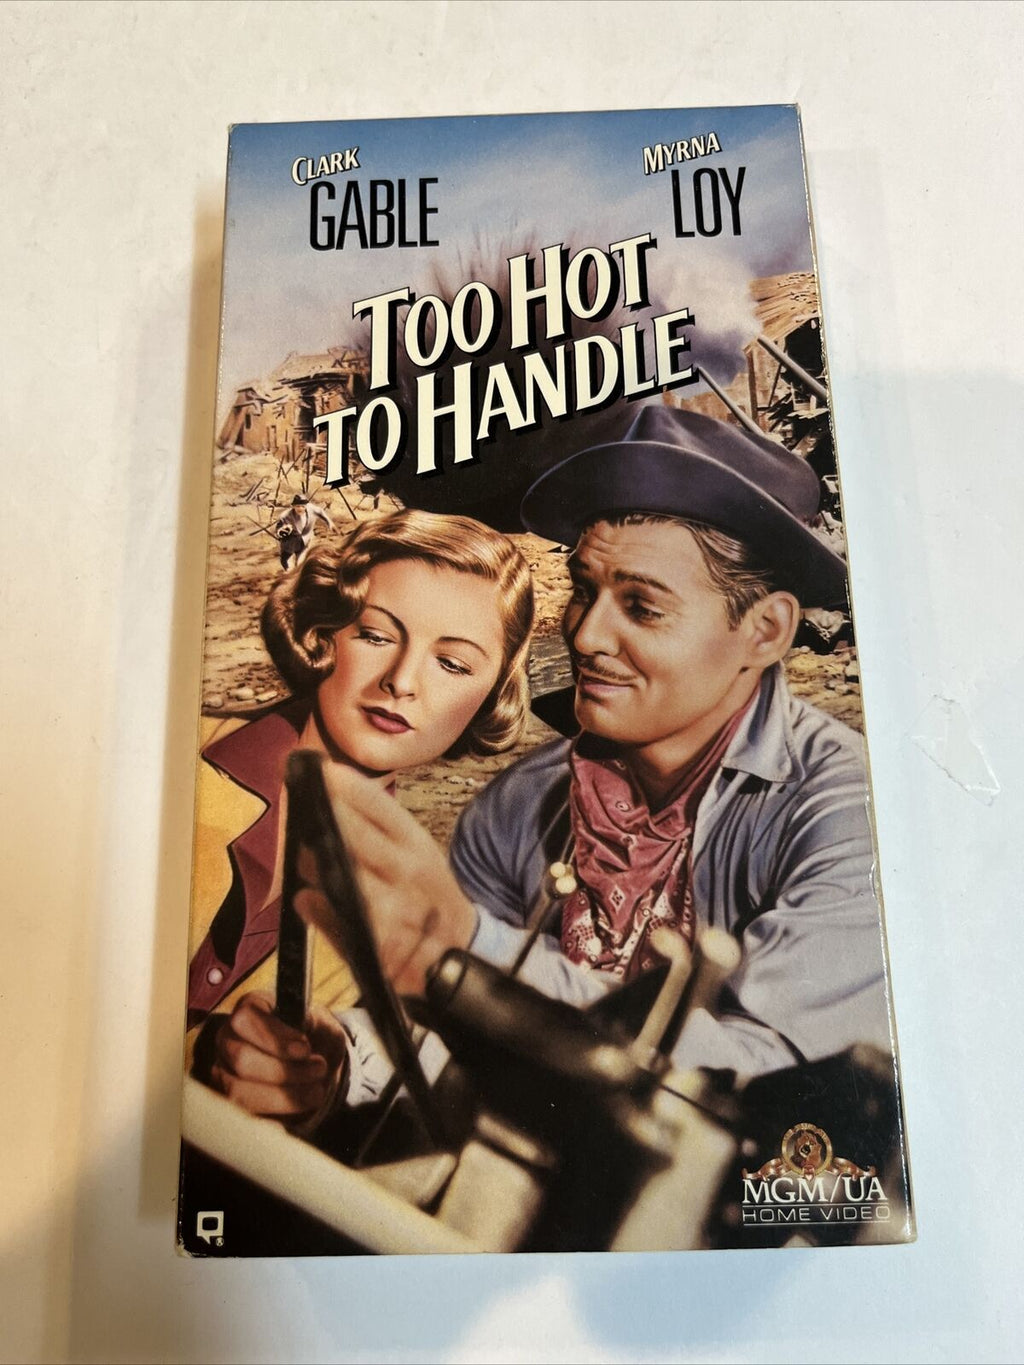 CLARK
GABLE
MYRNA
LOY
TOO HOT
TO HANDLE
MGM/UA
HOME VIDEO